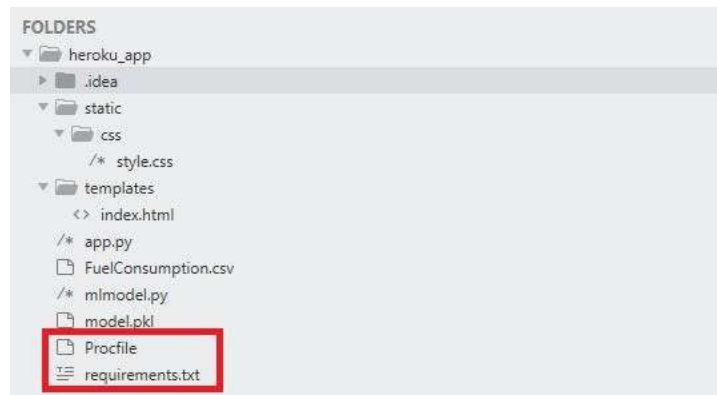 FOLDERS
heroku_app
.idea
static
css
/* style.css
templates
<> index.html
/* app.py
FuelConsumption.csv
/* mlmodel.py
model.pkl
Procfile
requirements.txt